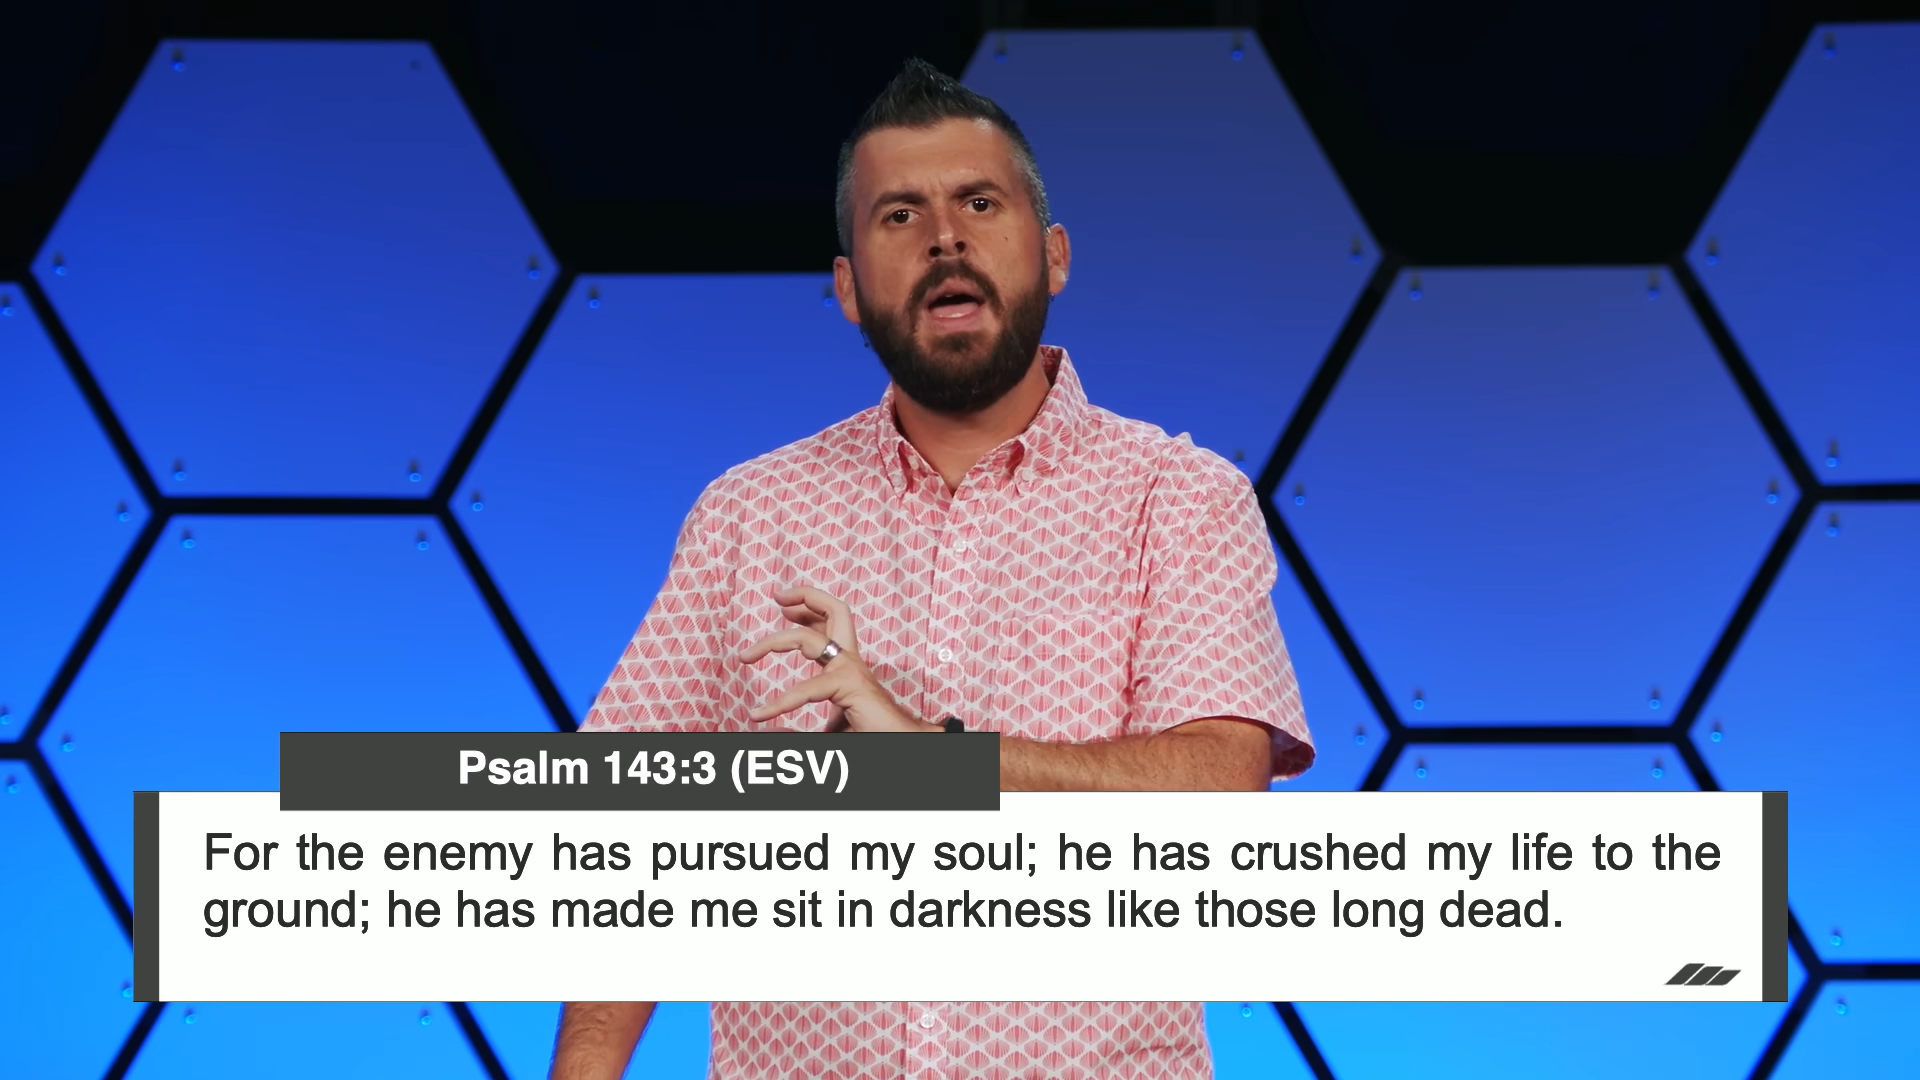 Psalm 143:3 (ESV)
For the enemy has pursued my soul; he has crushed my life to the
ground; he has made me sit in darkness like those long dead.